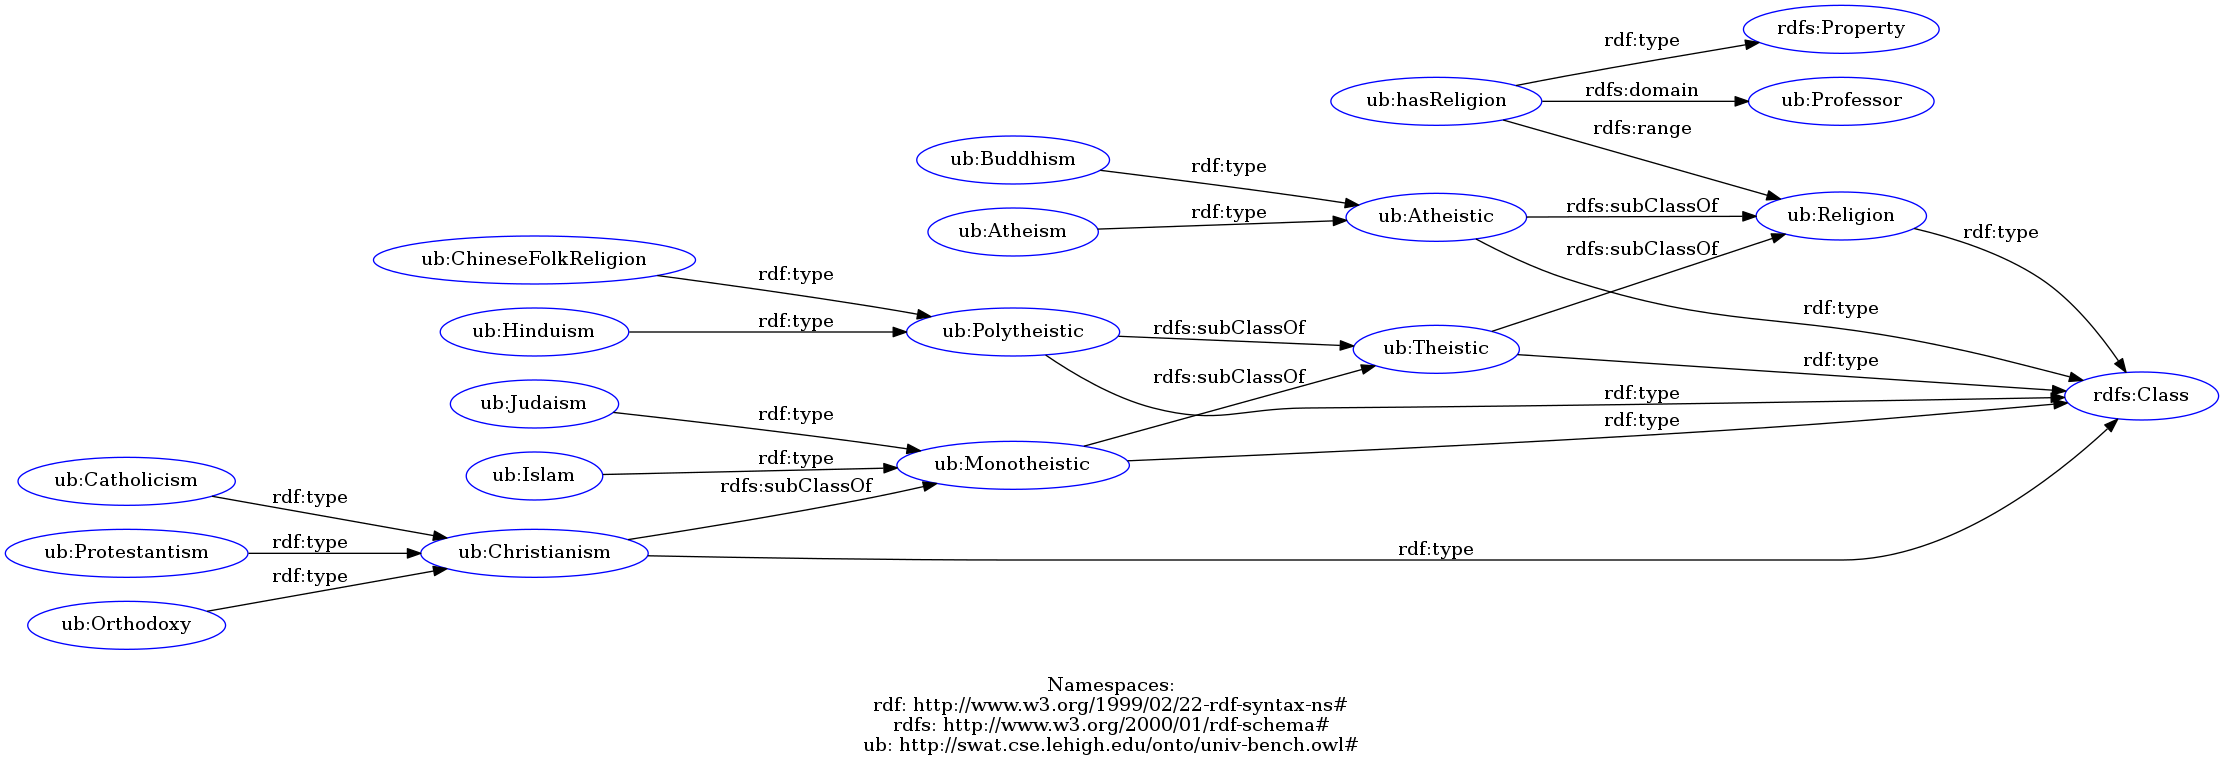 rdfs:Property
rdf:type
ub:hasReligion
rdfs:domain
ub:Professor
rdfs:range
ub:Buddhism
rdf:type
ub:Atheism
rdf:type
ub:Atheistic
rdfs:subClassOf
ub:Religion
rdf:type
rdfs:subClassOf
ub:ChineseFolkReligion
rdf:type
rdf:type
ub:Hinduism
rdf:type
ub:Polytheistic
rdfs:subClassOf
ub:Theistic
rdf:type
rdfs:subClassOf
rdf:type
rdfs:Class
ub:Judaism
rdf:type
rdf:type
ub:Islam
rdf:type
ub:Monotheistic
rdfs:subClassOf
ub:Catholicism
rdf:type
ub:Protestantism
rdf:type
ub:Christianism
rdf:type
rdf:type
ub:Orthodoxy
Namespaces:
rdf: http://www.w3.org/1999/02/22-rdf-syntax-ns#
rdfs: http://www.w3.org/2000/01/rdf-schema#
ub: http://swat.cse.lehigh.edu/onto/univ-bench.owl#